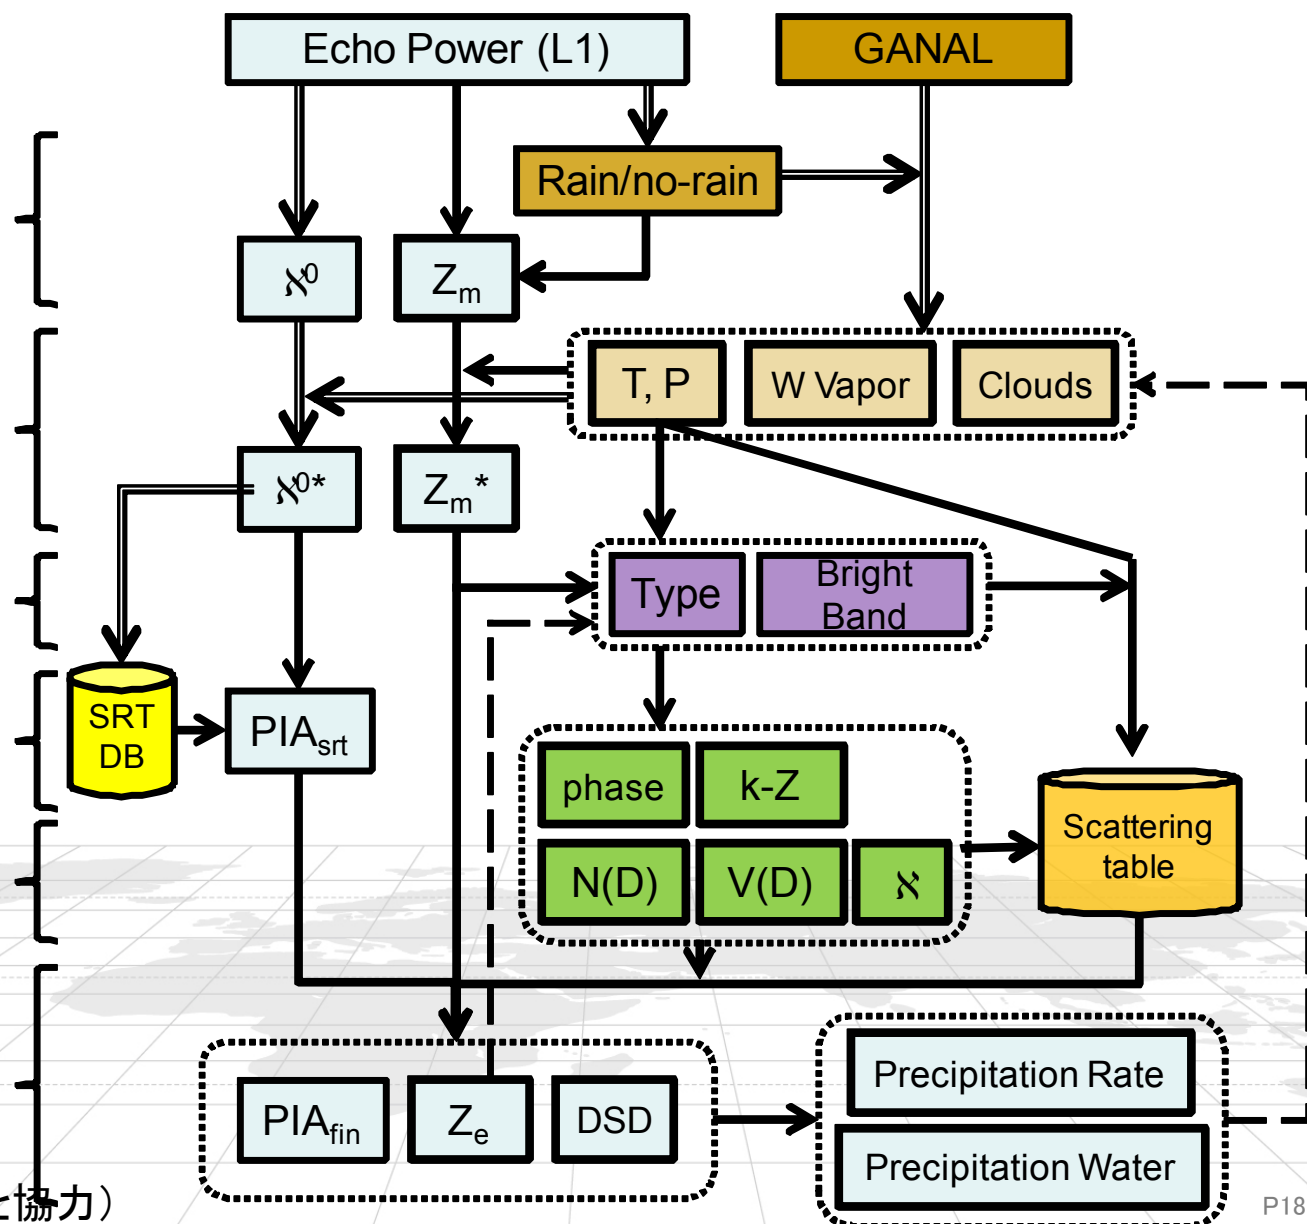 Echo Power (L1)
GANAL
Rain/no-rain
ℵ0
Zm
T, P
W Vapor
Clouds
ℵ0*
Zm*
Type
Bright
Band
SRT
DB
PIAsrt
phase
k-Z
N(D)
V(D)
ℵ
Scattering
table
PIAfin
Ze
DSD
Precipitation Rate
Precipitation Water
と協力）
P18